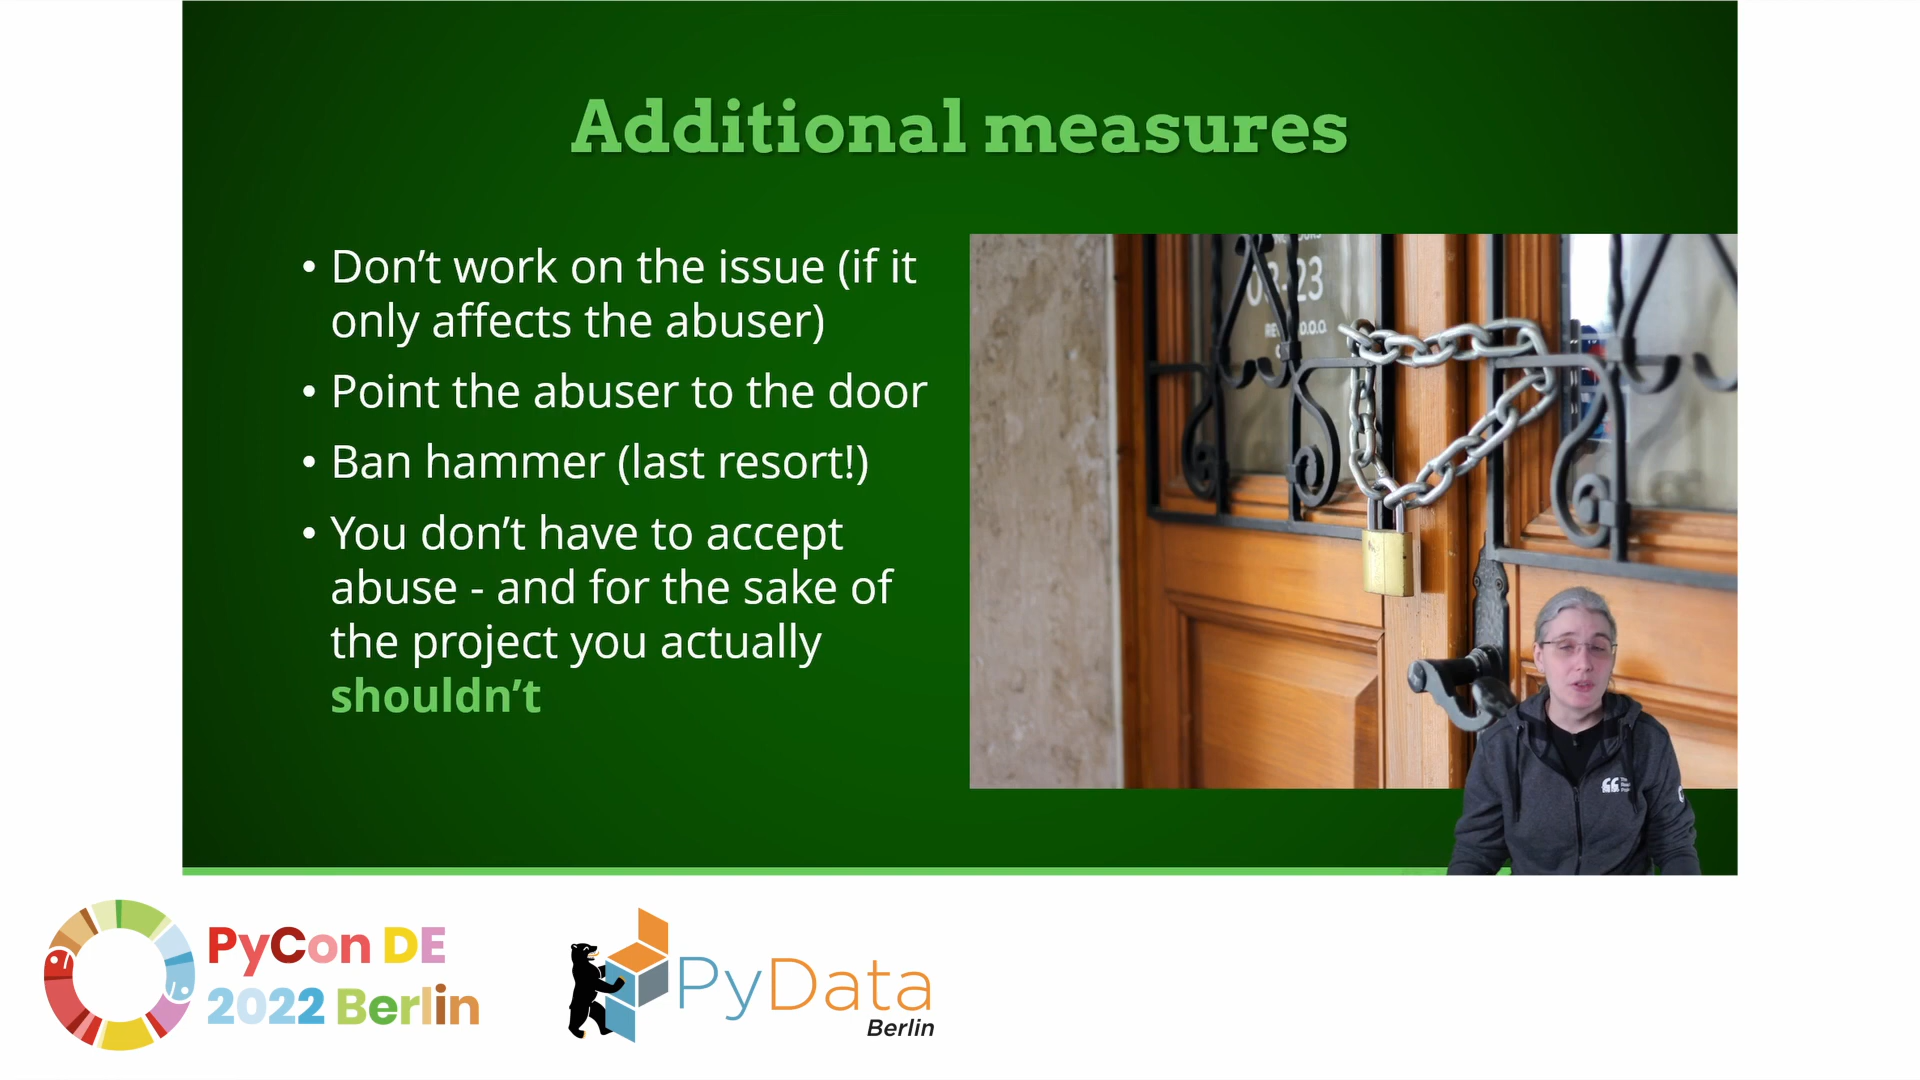 Additional measures
• Don’t work on the issue (if it
only affects the abuser)
• Point the abuser to the door
• Ban hammer (last resort!)
• You don’t have to accept
abuse - and for the sake of
the project you actually
shouldn’t
PyCon DE
2022 Berlin
PyData
Berlin